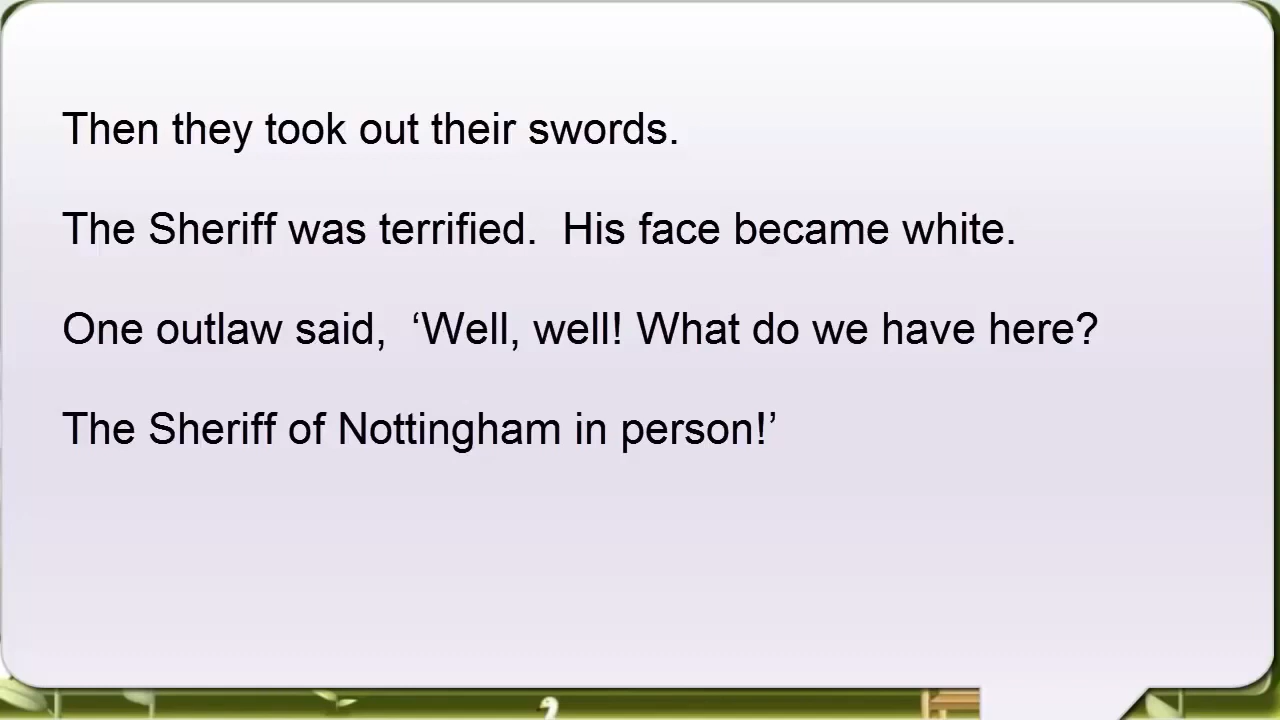 Then they took out their swords.
The Sheriff was terrified.  His face became white.
One outlaw said,  ‘Well, well! What do we have here?
The Sheriff of Nottingham in person!’